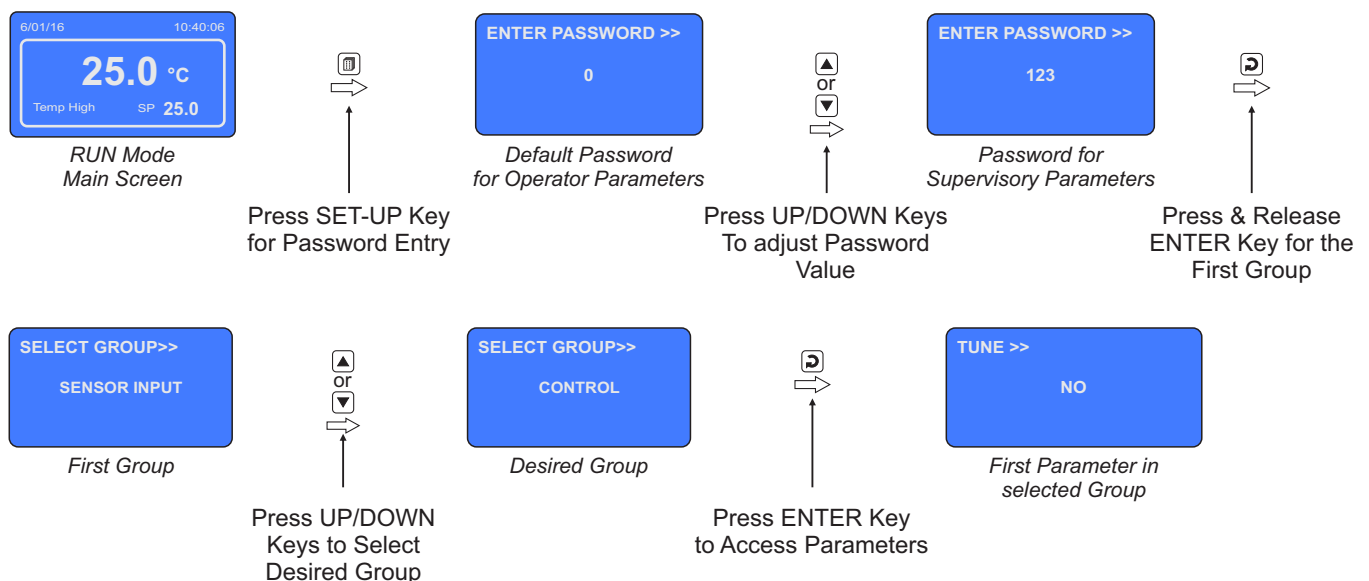 6/01/16 10:40:06
25.0 °C
Temp High SP 25.0
RUN Mode
Main Screen
Press SET-UP Key
for Password Entry
ENTER PASSWORD >>
0
Default Password
for Operator Parameters
or
Press UP/DOWN Keys
To adjust Password
Value
ENTER PASSWORD >>
123
Password for
Supervisory Parameters
Press & Release
ENTER Key for the
First Group
SELECT GROUP>>
SENSOR INPUT
First Group
or
Press UP/DOWN
Keys to Select
Desired Group
SELECT GROUP>>
CONTROL
Desired Group
Press ENTER Key
to Access Parameters
TUNE >>
NO
First Parameter in
selected Group